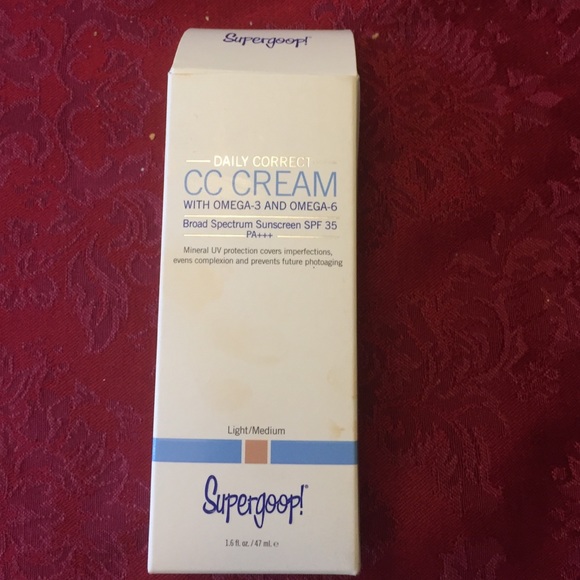 Supergoop!
DAILY CORRECT
CC CREAM
WITH OMEGA-3 AND OMEGA-6
Broad Spectrum Sunscreen SPF 35
PA+++
Mineral UV protection covers imperfections,
evens complexion and prevents future photoaging
Light/Medium
Supergoop!®
1.6 fl. oz. / 47 ml. e